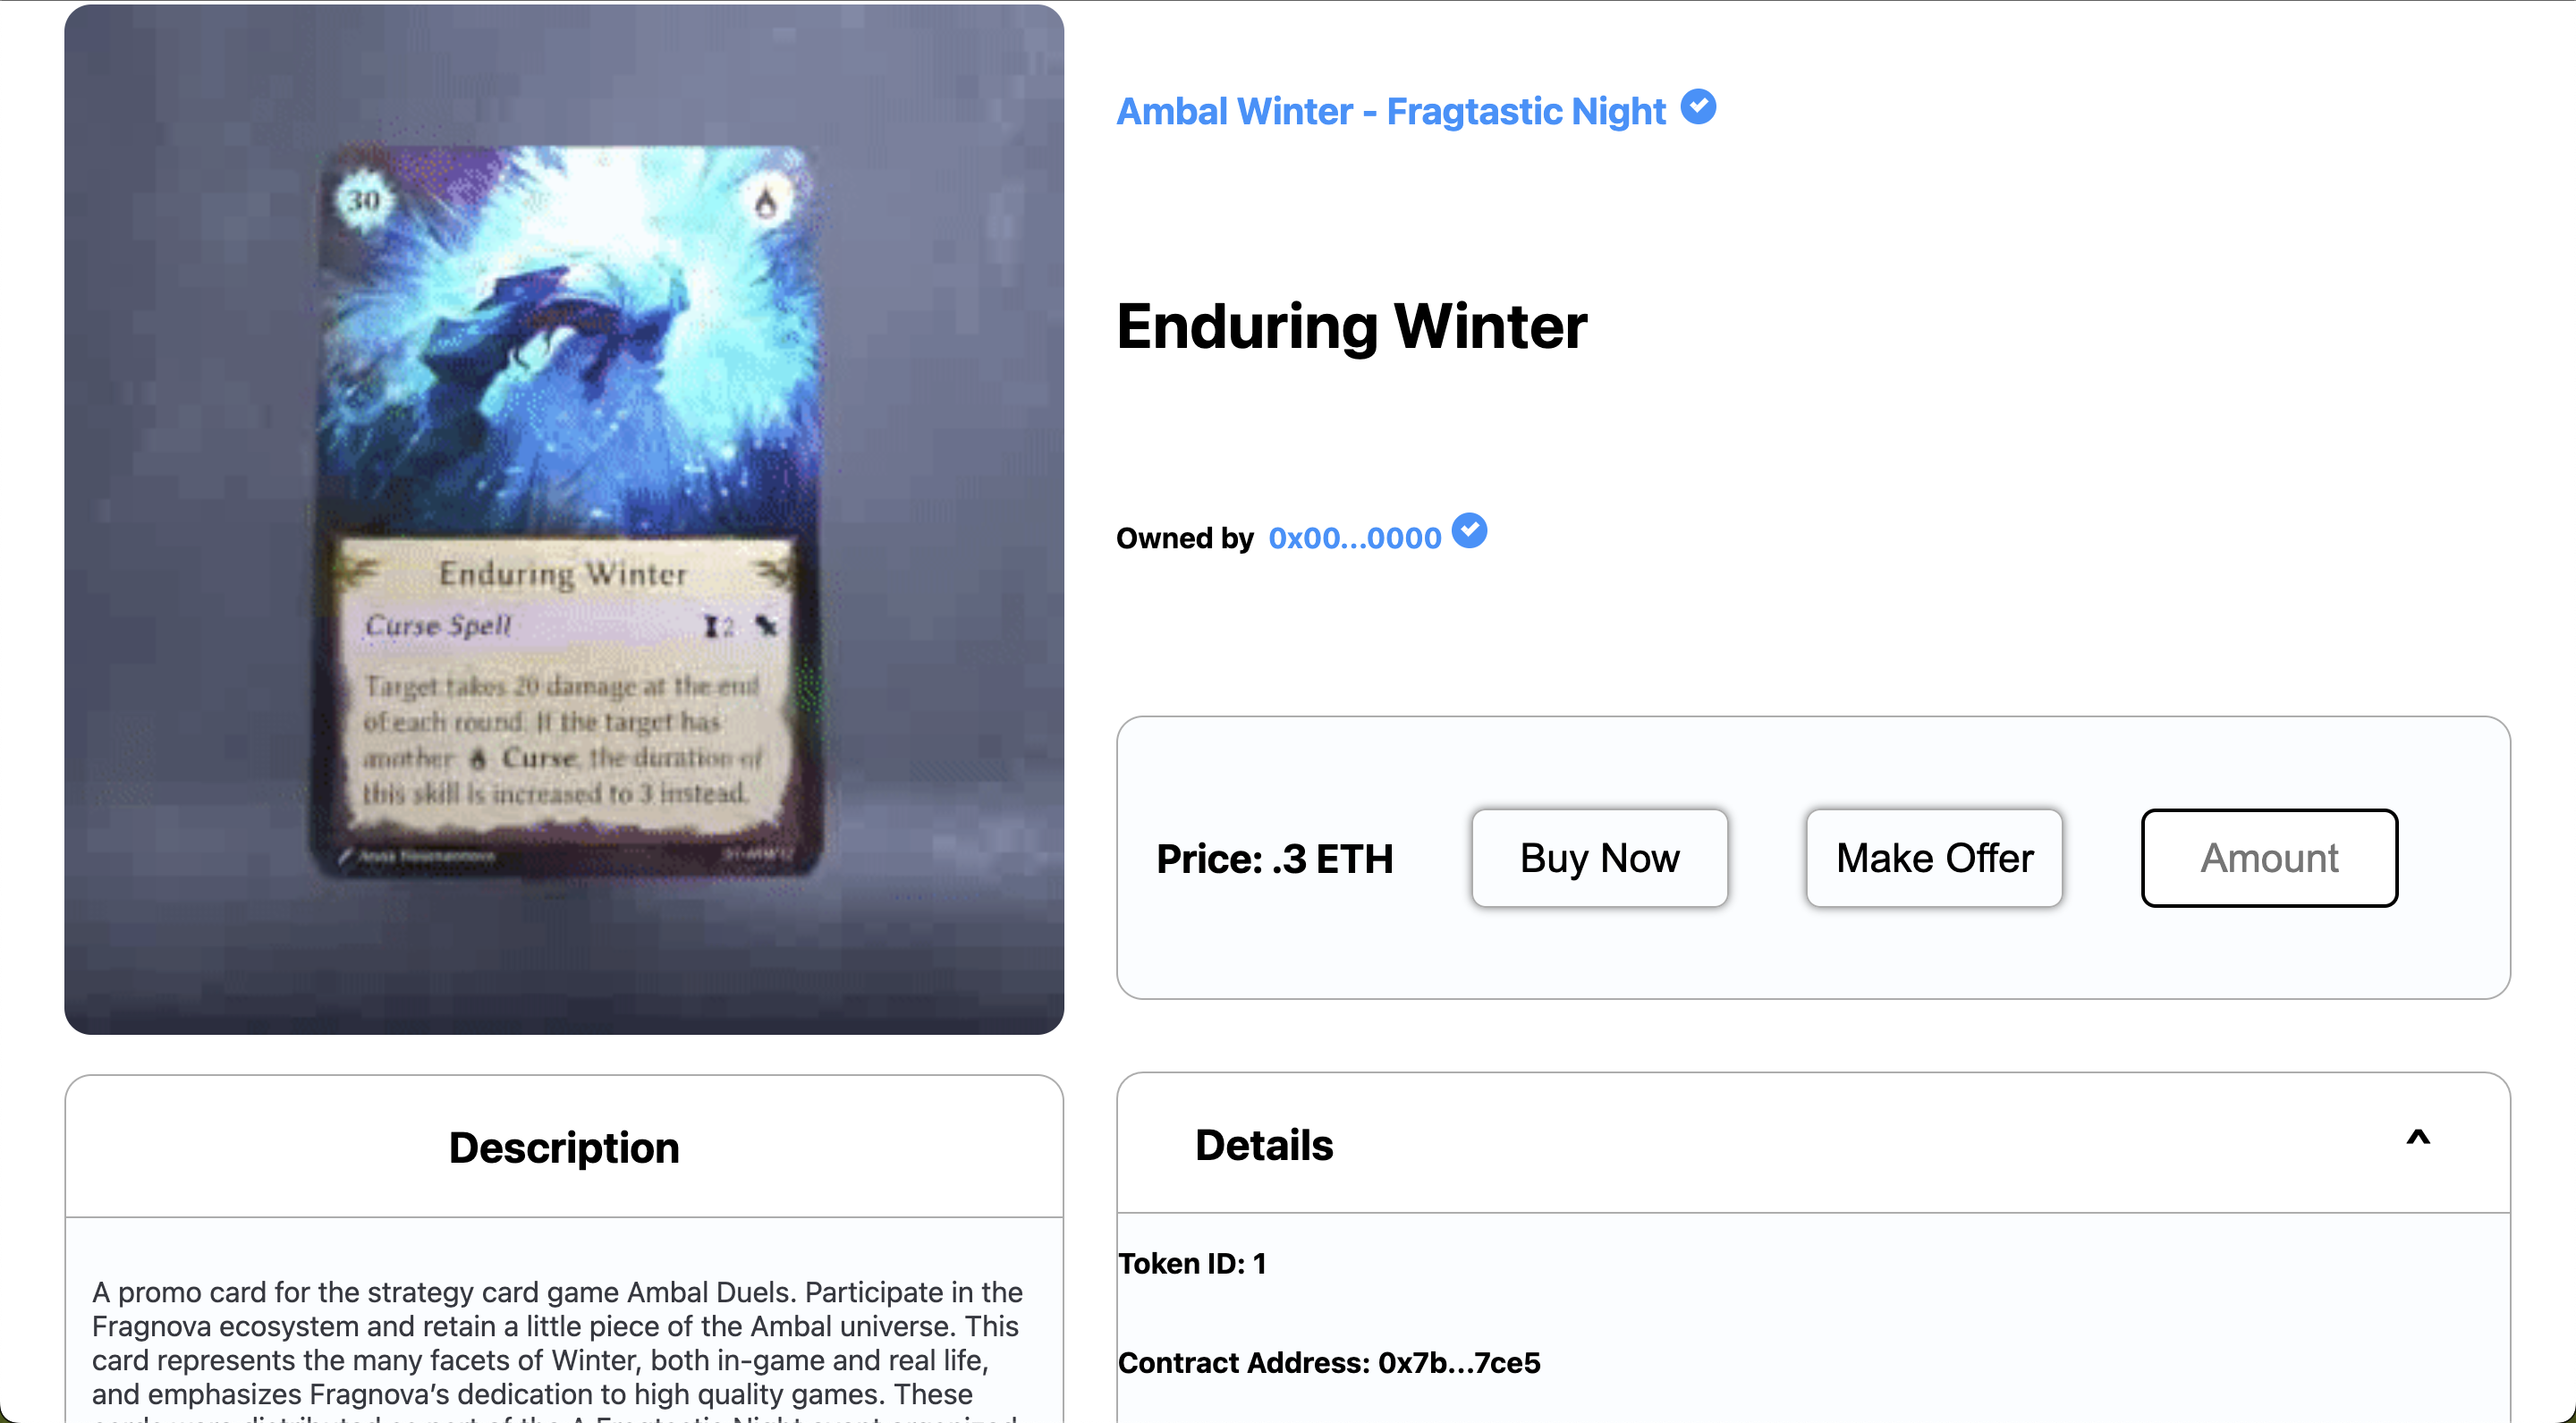 30
Enduring Winter
Curse Spell 2
Target takes 20 damage at the end
of each round. If the target has
another Curse, the duration of
this skill is increased to 3 instead.
Ambal Winter - Fragtastic Night
Enduring Winter
Owned by 0x00...0000
Price: .3 ETH
Buy Now
Make Offer
Amount
Description
A promo card for the strategy card game Ambal Duels. Participate in the
Fragnova ecosystem and retain a little piece of the Ambal universe. This
card represents the many facets of Winter, both in-game and real life,
and emphasizes Fragnova’s dedication to high quality games. These
Details ^
Token ID: 1
Contract Address: 0x7b...7ce5